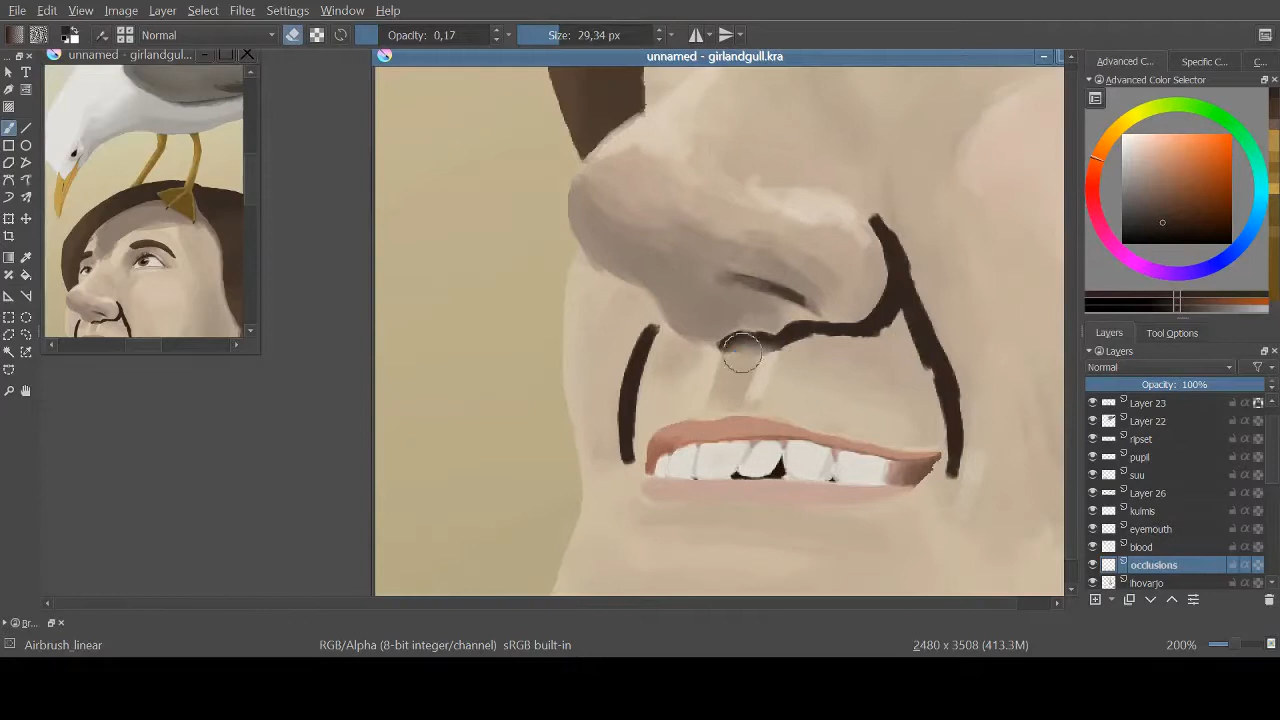 File Edit View Image Layer Select Filter Settings Window Help
Normal Opacity: 0,17 Size: 29,34 px
unnamed - girlandgul...
unnamed - girlandgull.kra
Advanced C... Specific C... C...
Advanced Color Selector
Layers Tool Options
Layers
Normal
Opacity: 100%
Layer 23
Layer 22
ripset
pupil
suu
Layer 26
kulmis
eyemouth
blood
occlusions
ihovarjo
Br...
Airbrush_linear RGB/Alpha (8-bit integer/channel) sRGB built-in 2480 x 3508 (413.3M) 200%